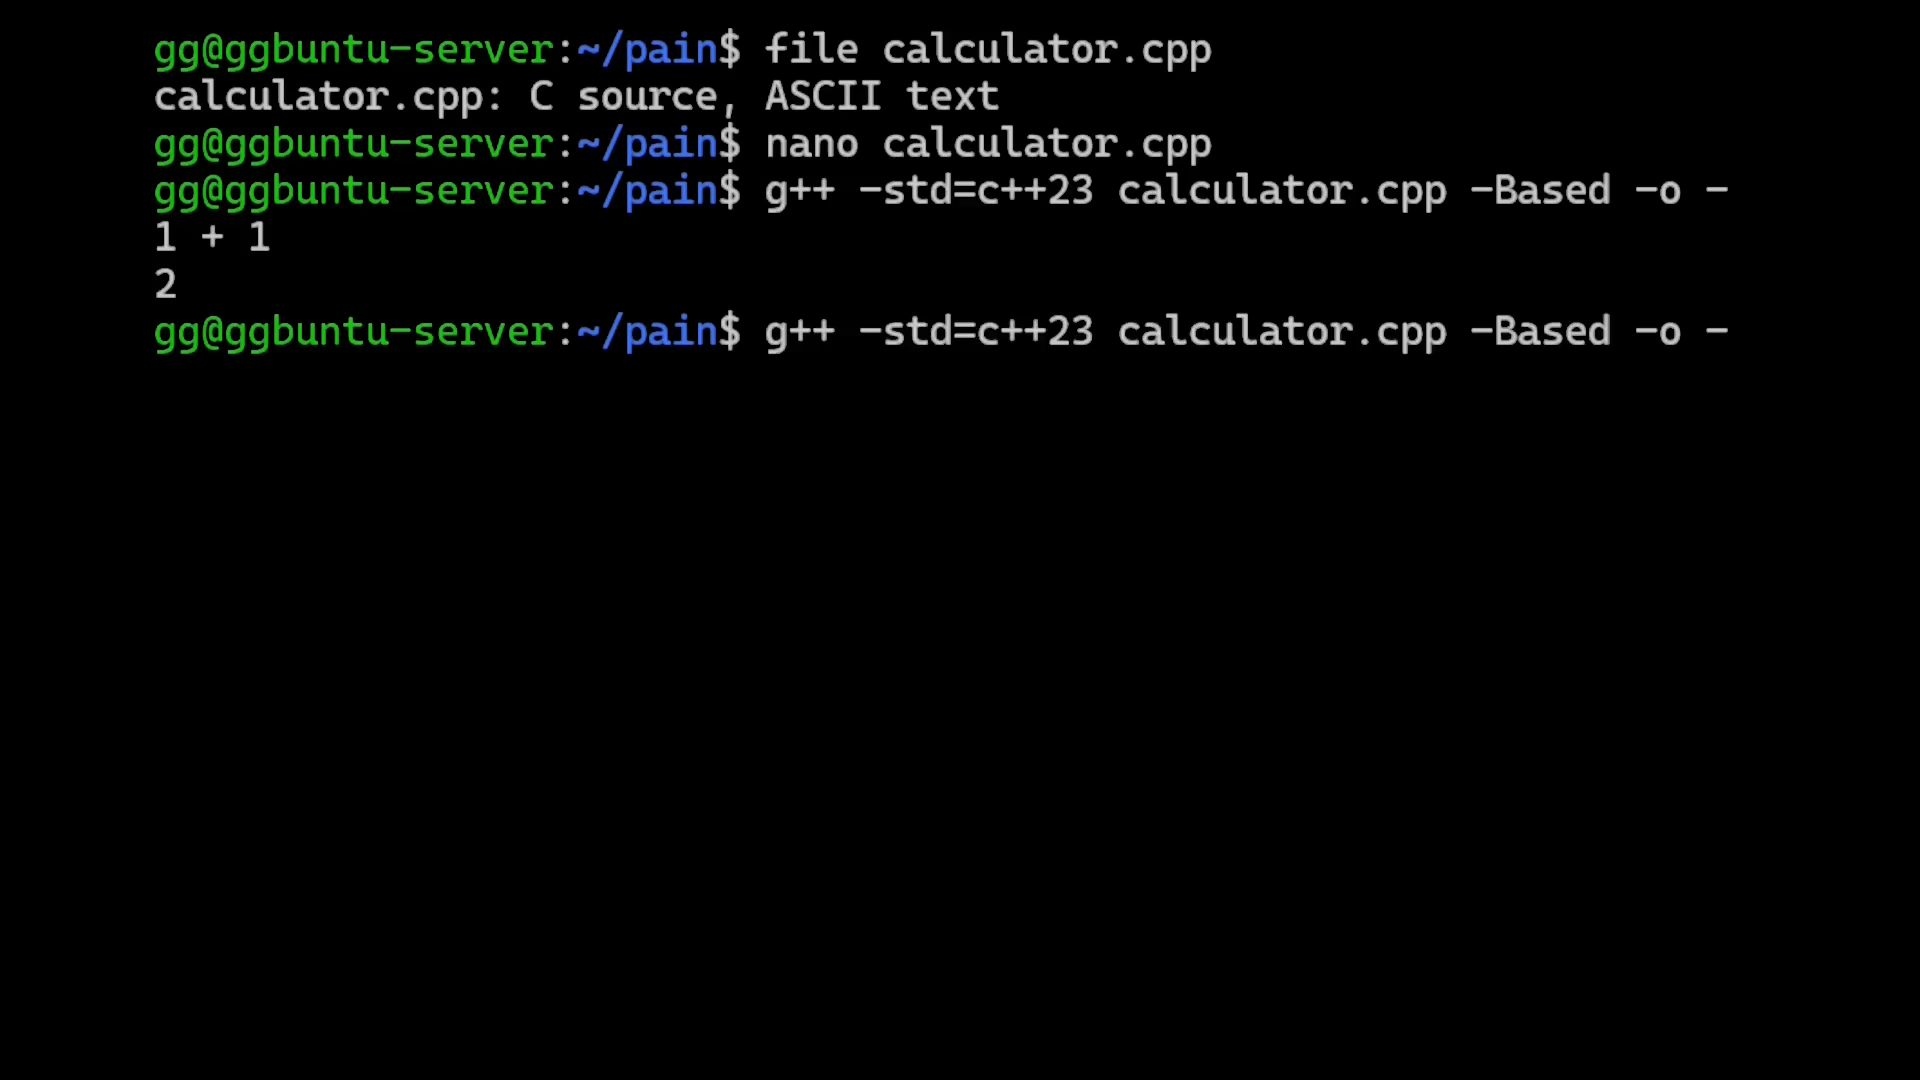 gg@ggbuntu-server:~/pain$ file calculator.cpp
calculator.cpp: C source, ASCII text
gg@ggbuntu-server:~/pain$ nano calculator.cpp
gg@ggbuntu-server:~/pain$ g++ -std=c++23 calculator.cpp -Based -o -
1 + 1
2
gg@ggbuntu-server:~/pain$ g++ -std=c++23 calculator.cpp -Based -o -